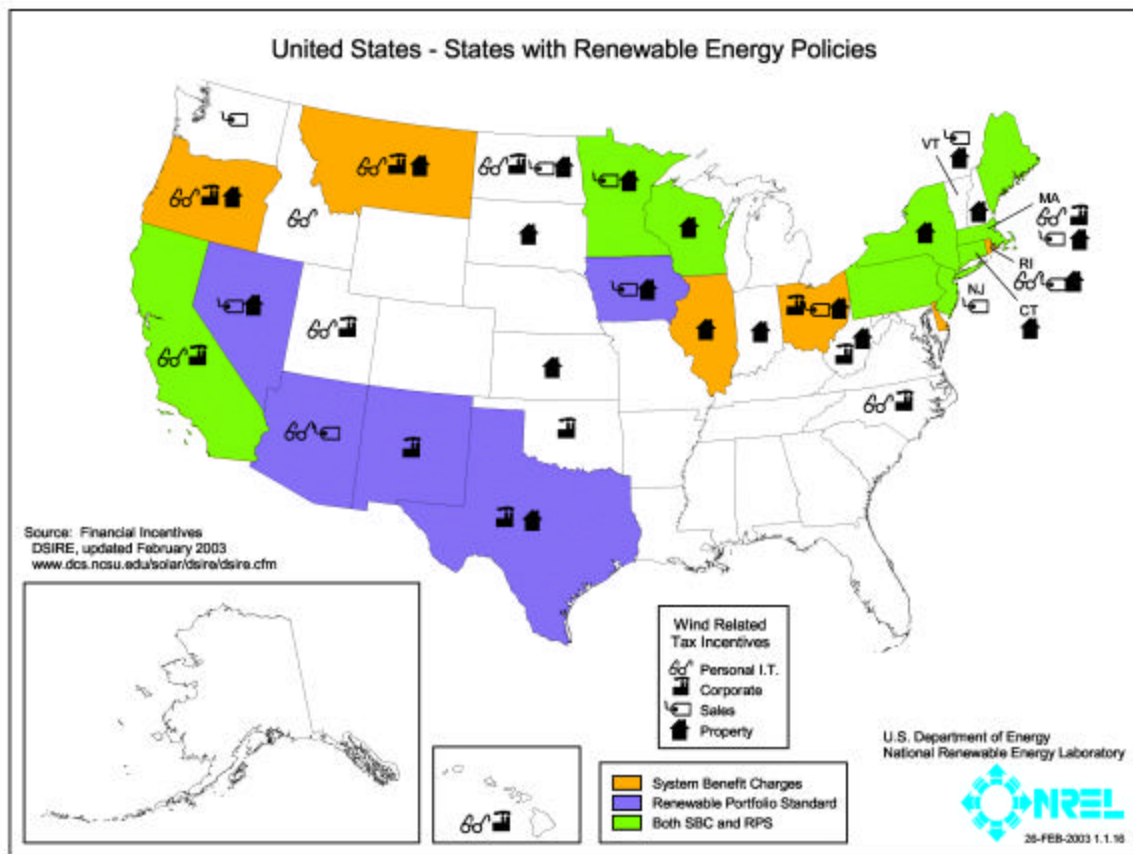 United States - States with Renewable Energy Policies
VT
MA
RI
NJ
CT
Source: Financial Incentives
DSIRE, updated February 2003
www.dcs.ncsu.edu/solar/dsire/dsire.cfm
Wind Related
Tax Incentives
Personal I.T.
Corporate
Sales
Property
System Benefit Charges
Renewable Portfolio Standard
Both SBC and RPS
U.S. Department of Energy
National Renewable Energy Laboratory
NREL
26-FEB-2003 1.1.16